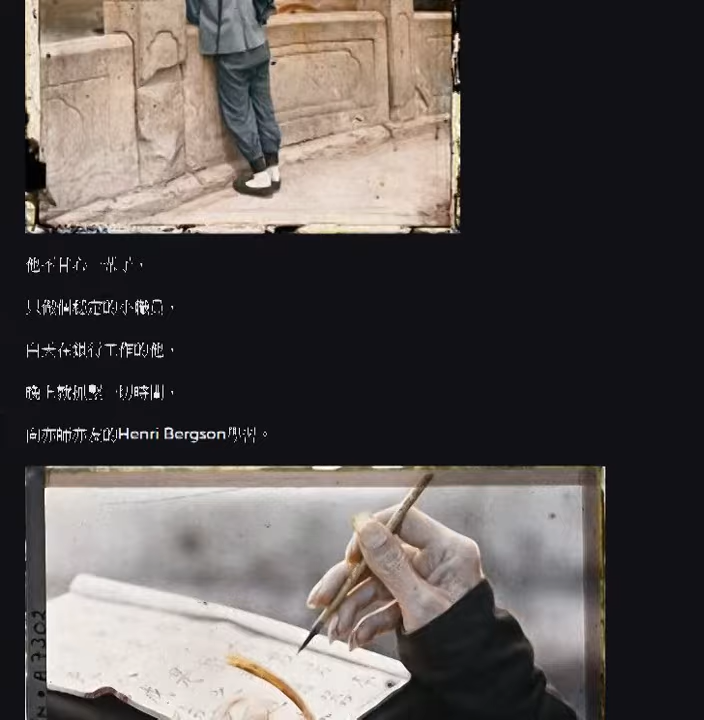 他不甘心一輩子，
只做個穩定的小職員，
白天在銀行工作的他，
晚上就抓緊一切時間，
向亦師亦友的Henri Bergson學習。
A 7302